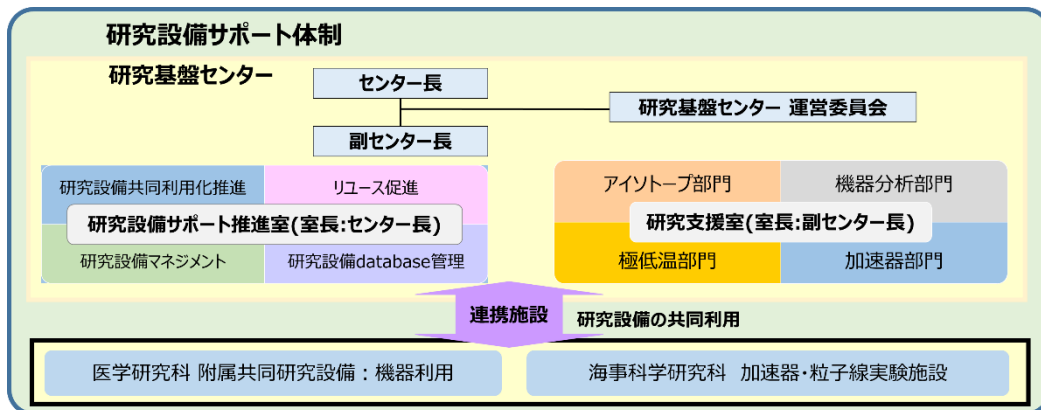 研究設備サポート体制
研究基盤センター
センター長
研究基盤センター 運営委員会
副センター長
研究設備共同利用化推進
リユース促進
研究設備サポート推進室(室長:センター長)
研究設備マネジメント
研究設備database管理
アイソトープ部門
機器分析部門
研究支援室(室長:副センター長)
極低温部門
加速器部門
連携施設
研究設備の共同利用
医学研究科 附属共同研究設備：機器利用
海事科学研究科 加速器・粒子線実験施設